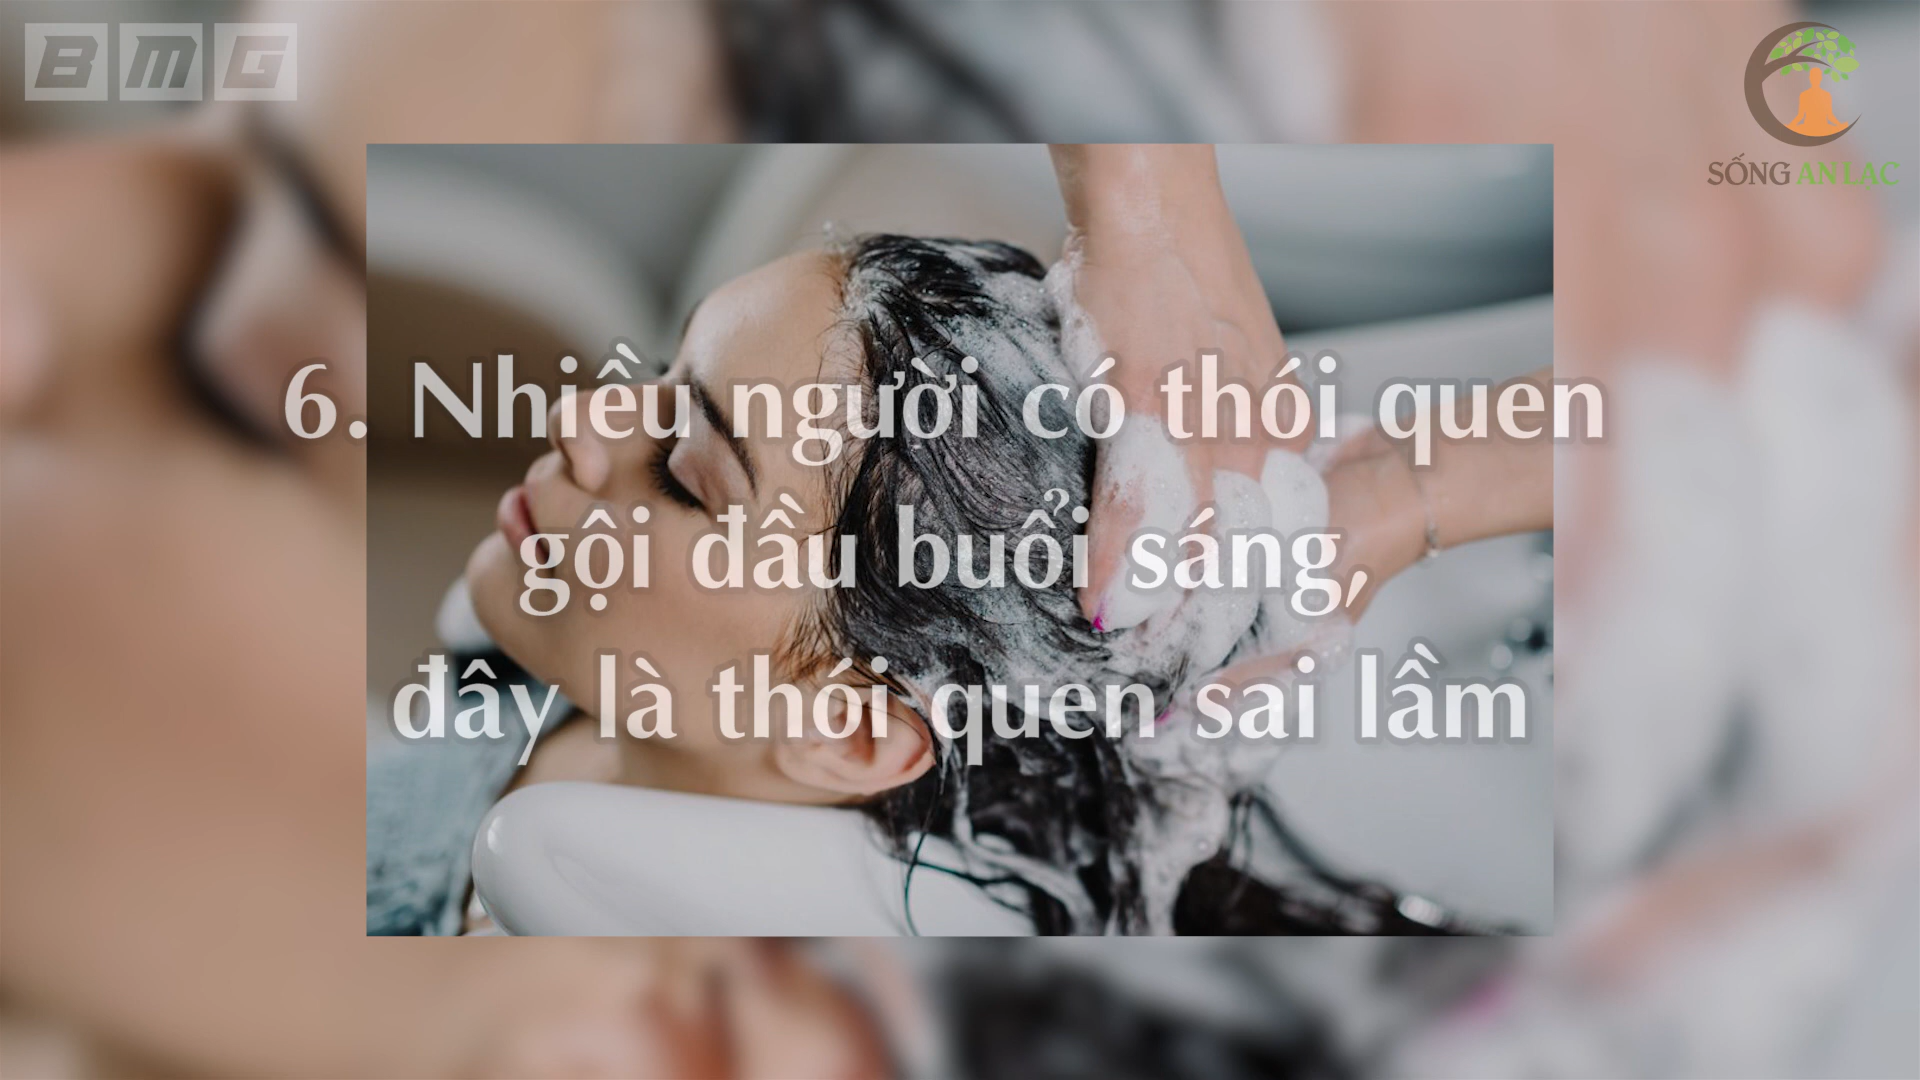 BMG
SỐNG AN LẠC
6. Nhiều người có thói quen
gội đầu buổi sáng,
đây là thói quen sai lầm